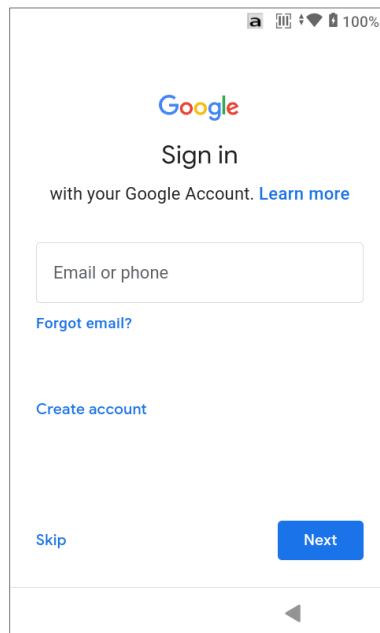 a 100%
Google
Sign in
with your Google Account. Learn more
Email or phone
Forgot email?
Create account
Skip Next